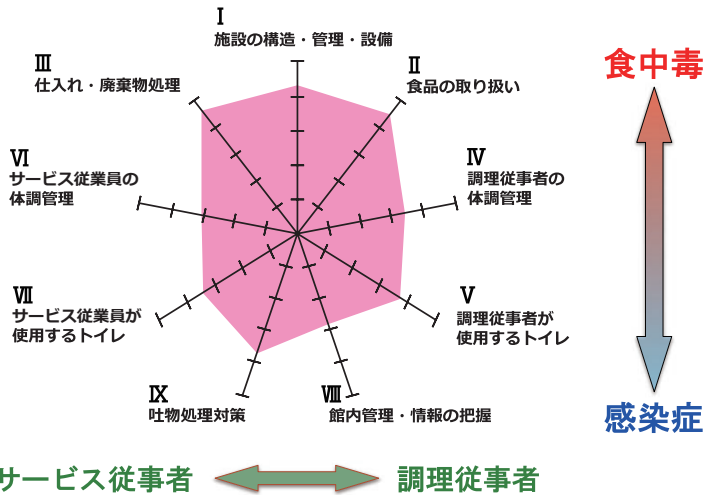 Ⅰ
施設の構造・管理・設備
Ⅱ
食品の取り扱い
Ⅲ
仕入れ・廃棄物処理
Ⅳ
調理従事者の
体調管理
Ⅵ
サービス従業員の
体調管理
Ⅴ
調理従事者が
使用するトイレ
Ⅶ
サービス従業員が
使用するトイレ
Ⅸ
吐物処理対策
Ⅷ
館内管理・情報の把握
食中毒
感染症
サービス従事者
調理従事者